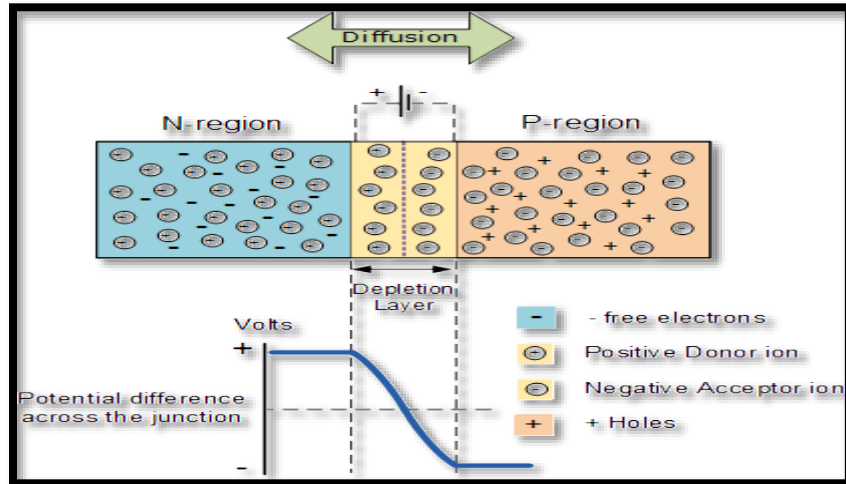 Diffusion
+ -
N-region
P-region
Depletion
Layer
Volts
+
Potential difference
across the junction
-
- - free electrons
+ Positive Donor ion
- Negative Acceptor ion
+ + Holes